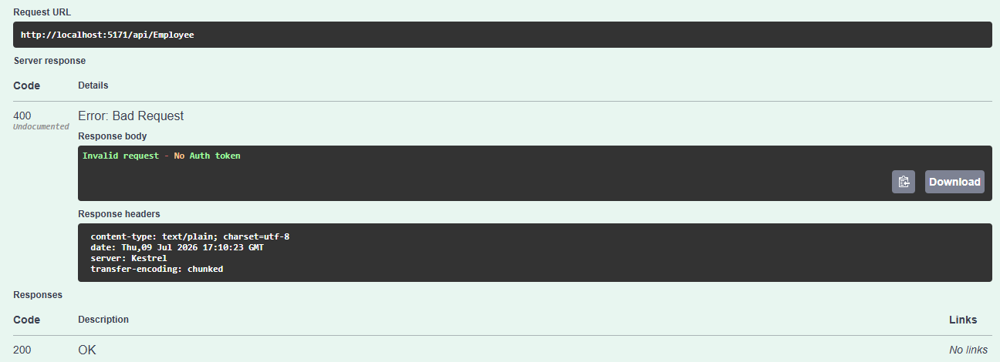 Request URL
http://localhost:5171/api/Employee
Server response
Code Details
400 Error: Bad Request
Undocumented
Response body
Invalid request - No Auth token
Download
Response headers
content-type: text/plain; charset=utf-8
date: Thu,09 Jul 2026 17:10:23 GMT
server: Kestrel
transfer-encoding: chunked
Responses
Code Description Links
200 OK No links